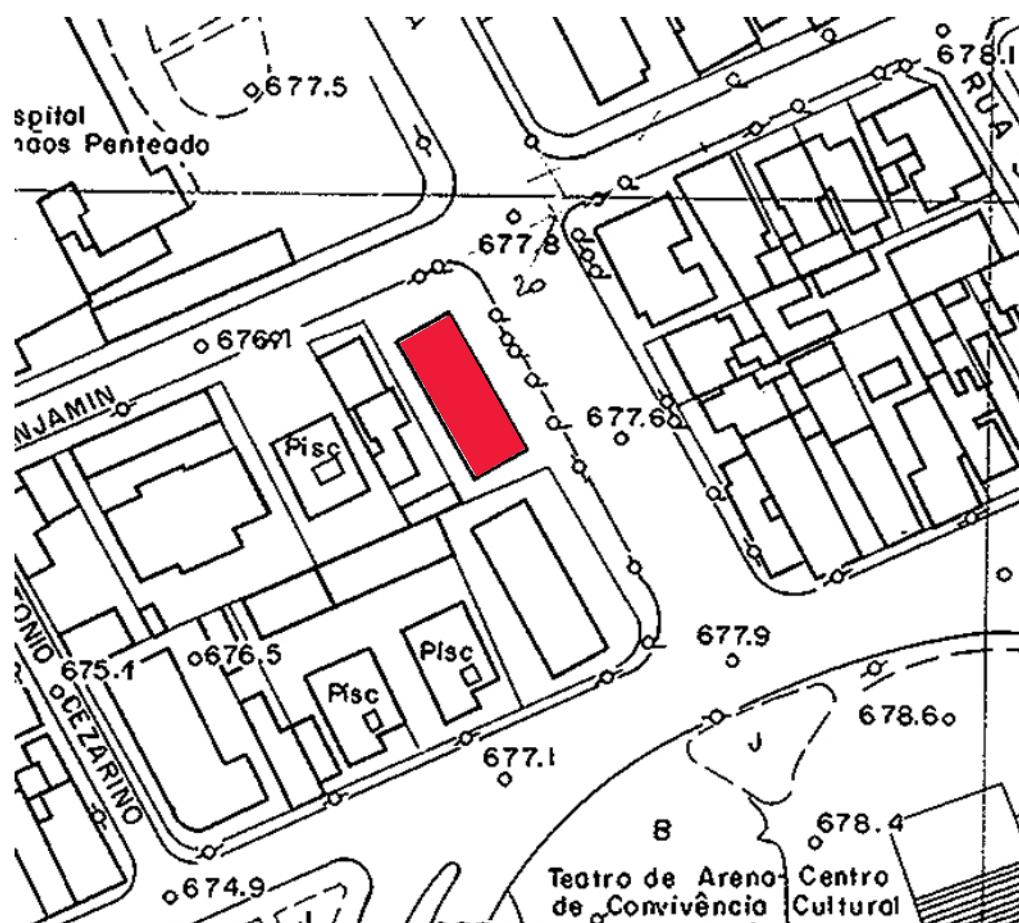 677.5
678.1
RUA
spital
mãos Penteado
677.8
67691
NJAMIN
677.6
Pisc
ONIO
CEZARINO
675.1
676.5
Pisc
Pisc
677.9
678.6
677.1
J
B
678.4
674.9
Teatro de Arena Centro
de Convivência Cultural